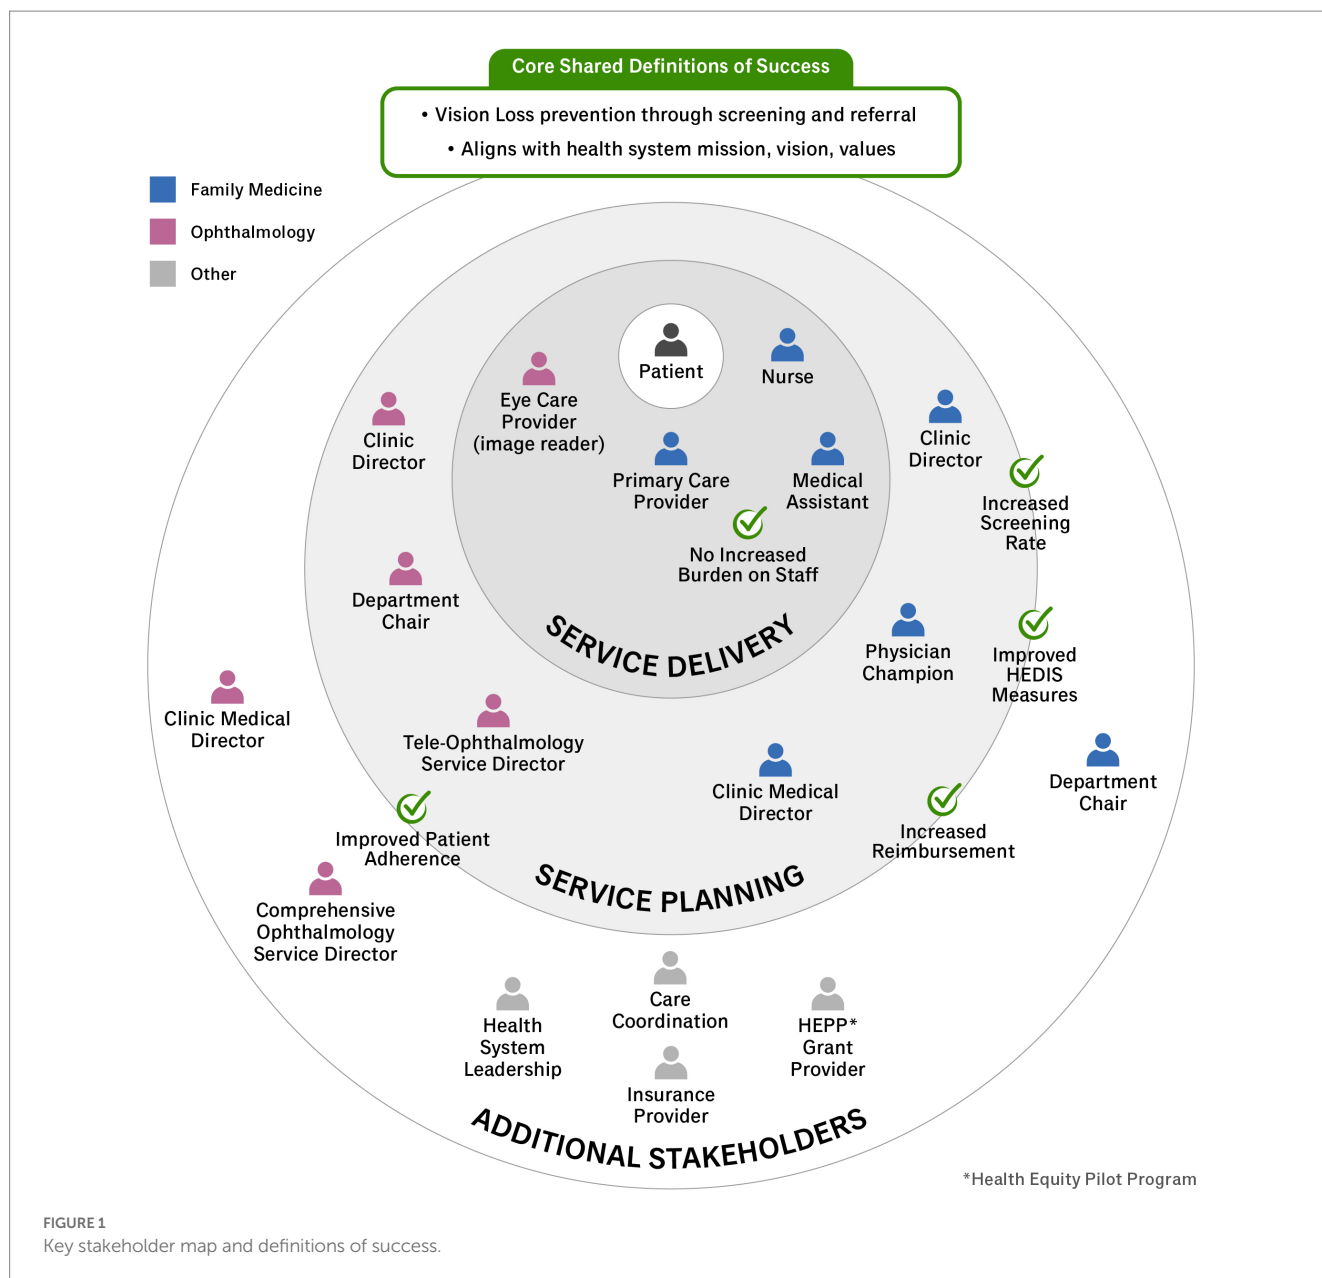 Core Shared Definitions of Success
• Vision Loss prevention through screening and referral
• Aligns with health system mission, vision, values
Family Medicine
Ophthalmology
Other
Patient
Nurse
Eye Care
Provider
(image reader)
Primary Care
Provider
Medical
Assistant
No Increased
Burden on Staff
SERVICE DELIVERY
Clinic
Director
Clinic
Director
Increased
Screening
Rate
Department
Chair
Physician
Champion
Improved
HEDIS
Measures
Tele-Ophthalmology
Service Director
Clinic Medical
Director
Improved Patient
Adherence
Increased
Reimbursement
SERVICE PLANNING
Clinic Medical
Director
Department
Chair
Comprehensive
Ophthalmology
Service Director
Health
System
Leadership
Care
Coordination
HEPP*
Grant
Provider
Insurance
Provider
ADDITIONAL STAKEHOLDERS
*Health Equity Pilot Program
FIGURE 1
Key stakeholder map and definitions of success.